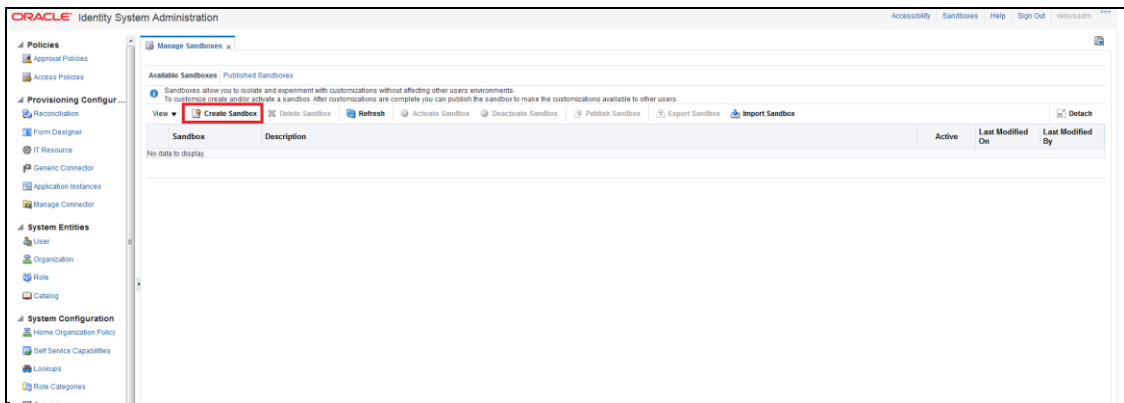 ORACLE Identity System Administration
Accessibility Sandboxes Help Sign Out xelsysadm
Policies
Approval Policies
Access Policies
Provisioning Configur...
Reconciliation
Form Designer
IT Resource
Generic Connector
Application Instances
Manage Connector
System Entities
User
Organization
Role
Catalog
System Configuration
Home Organization Policy
Self Service Capabilities
Lookups
Role Categories
Manage Sandboxes x
Available Sandboxes Published Sandboxes
Sandboxes allow you to isolate and experiment with customizations without affecting other users environments.
To customize create and/or activate a sandbox. After customizations are complete you can publish the sandbox to make the customizations available to other users.
View Create Sandbox Delete Sandbox Refresh Activate Sandbox Deactivate Sandbox Publish Sandbox Export Sandbox Import Sandbox Detach
Sandbox Description Active Last Modified On Last Modified By
No data to display.